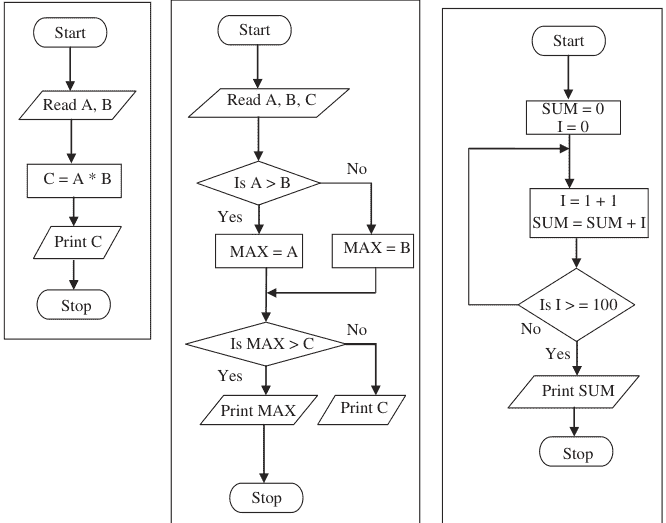 Start
Read A, B
C = A * B
Print C
Stop
Start
Read A, B, C
Is A > B
No
Yes
MAX = A
MAX = B
Is MAX > C
No
Yes
Print MAX
Print C
Stop
Start
SUM = 0
I = 0
I = 1 + 1
SUM = SUM + I
Is I > = 100
No
Yes
Print SUM
Stop